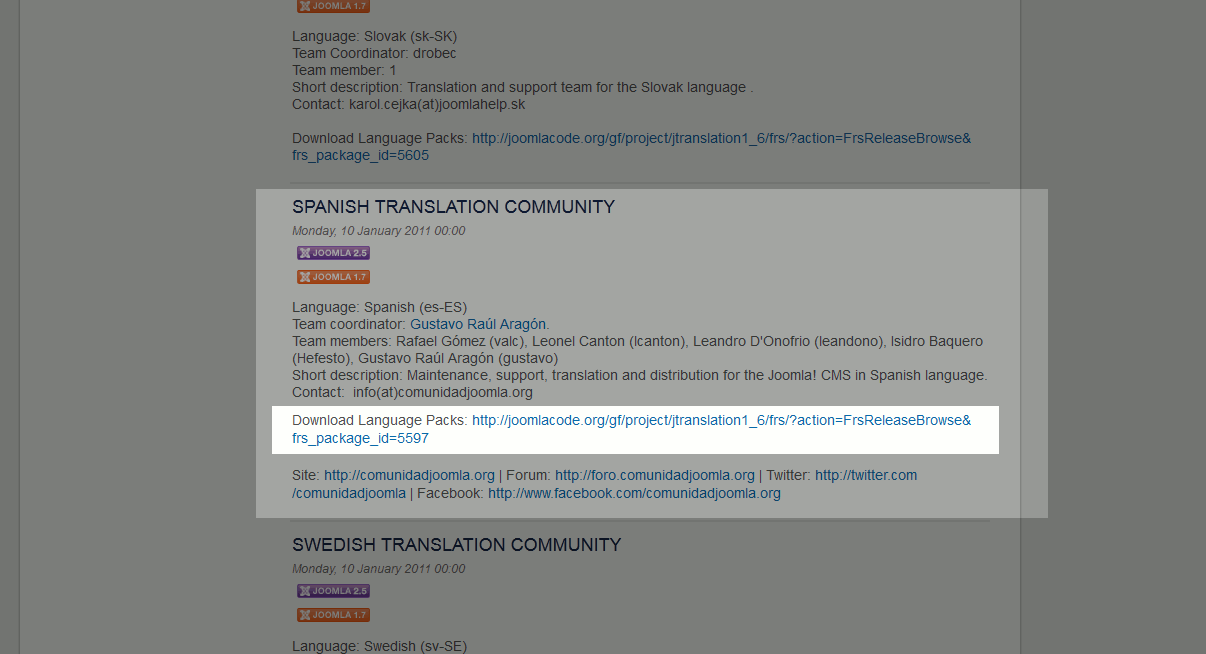 JOOMLA 1.7
Language: Slovak (sk-SK)
Team Coordinator: drobec
Team member: 1
Short description: Translation and support team for the Slovak language .
Contact: karol.cejka(at)joomlahelp.sk
Download Language Packs: http://joomlacode.org/gf/project/jtranslation1_6/frs/?action=FrsReleaseBrowse&
frs_package_id=5605
SPANISH TRANSLATION COMMUNITY
Monday, 10 January 2011 00:00
JOOMLA 2.5
JOOMLA 1.7
Language: Spanish (es-ES)
Team coordinator: Gustavo Raúl Aragón.
Team members: Rafael Gómez (valc), Leonel Canton (lcanton), Leandro D'Onofrio (leandono), Isidro Baquero
(Hefesto), Gustavo Raúl Aragón (gustavo)
Short description: Maintenance, support, translation and distribution for the Joomla! CMS in Spanish language.
Contact:  info(at)comunidadjoomla.org
Download Language Packs: http://joomlacode.org/gf/project/jtranslation1_6/frs/?action=FrsReleaseBrowse&
frs_package_id=5597
Site: http://comunidadjoomla.org | Forum: http://foro.comunidadjoomla.org | Twitter: http://twitter.com
/comunidadjoomla | Facebook: http://www.facebook.com/comunidadjoomla.org
SWEDISH TRANSLATION COMMUNITY
Monday, 10 January 2011 00:00
JOOMLA 2.5
JOOMLA 1.7
Language: Swedish (sv-SE)